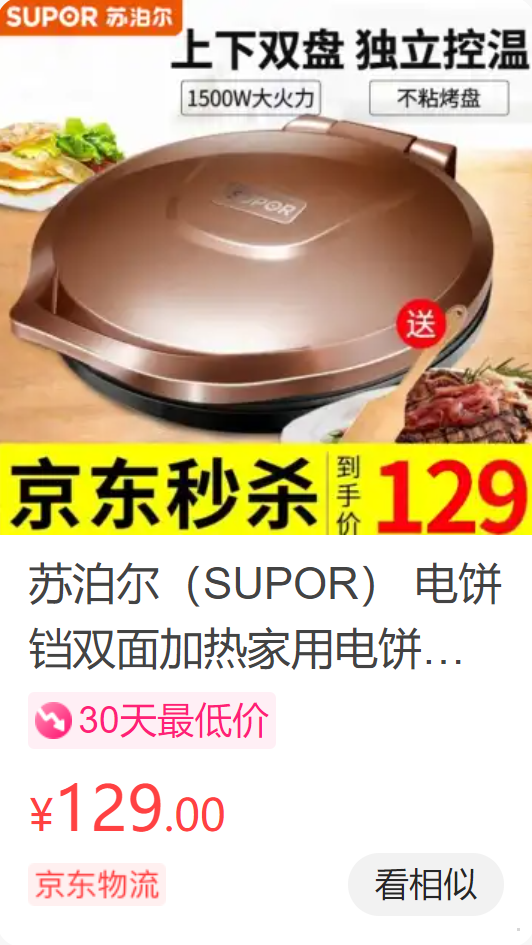 SUPOR 苏泊尔
上下双盘 独立控温
1500W大火力
不粘烤盘
SUPOR
送
京东秒杀
到手价
129
苏泊尔（SUPOR） 电饼
铛双面加热家用电饼...
30天最低价
¥129.00
京东物流
看相似